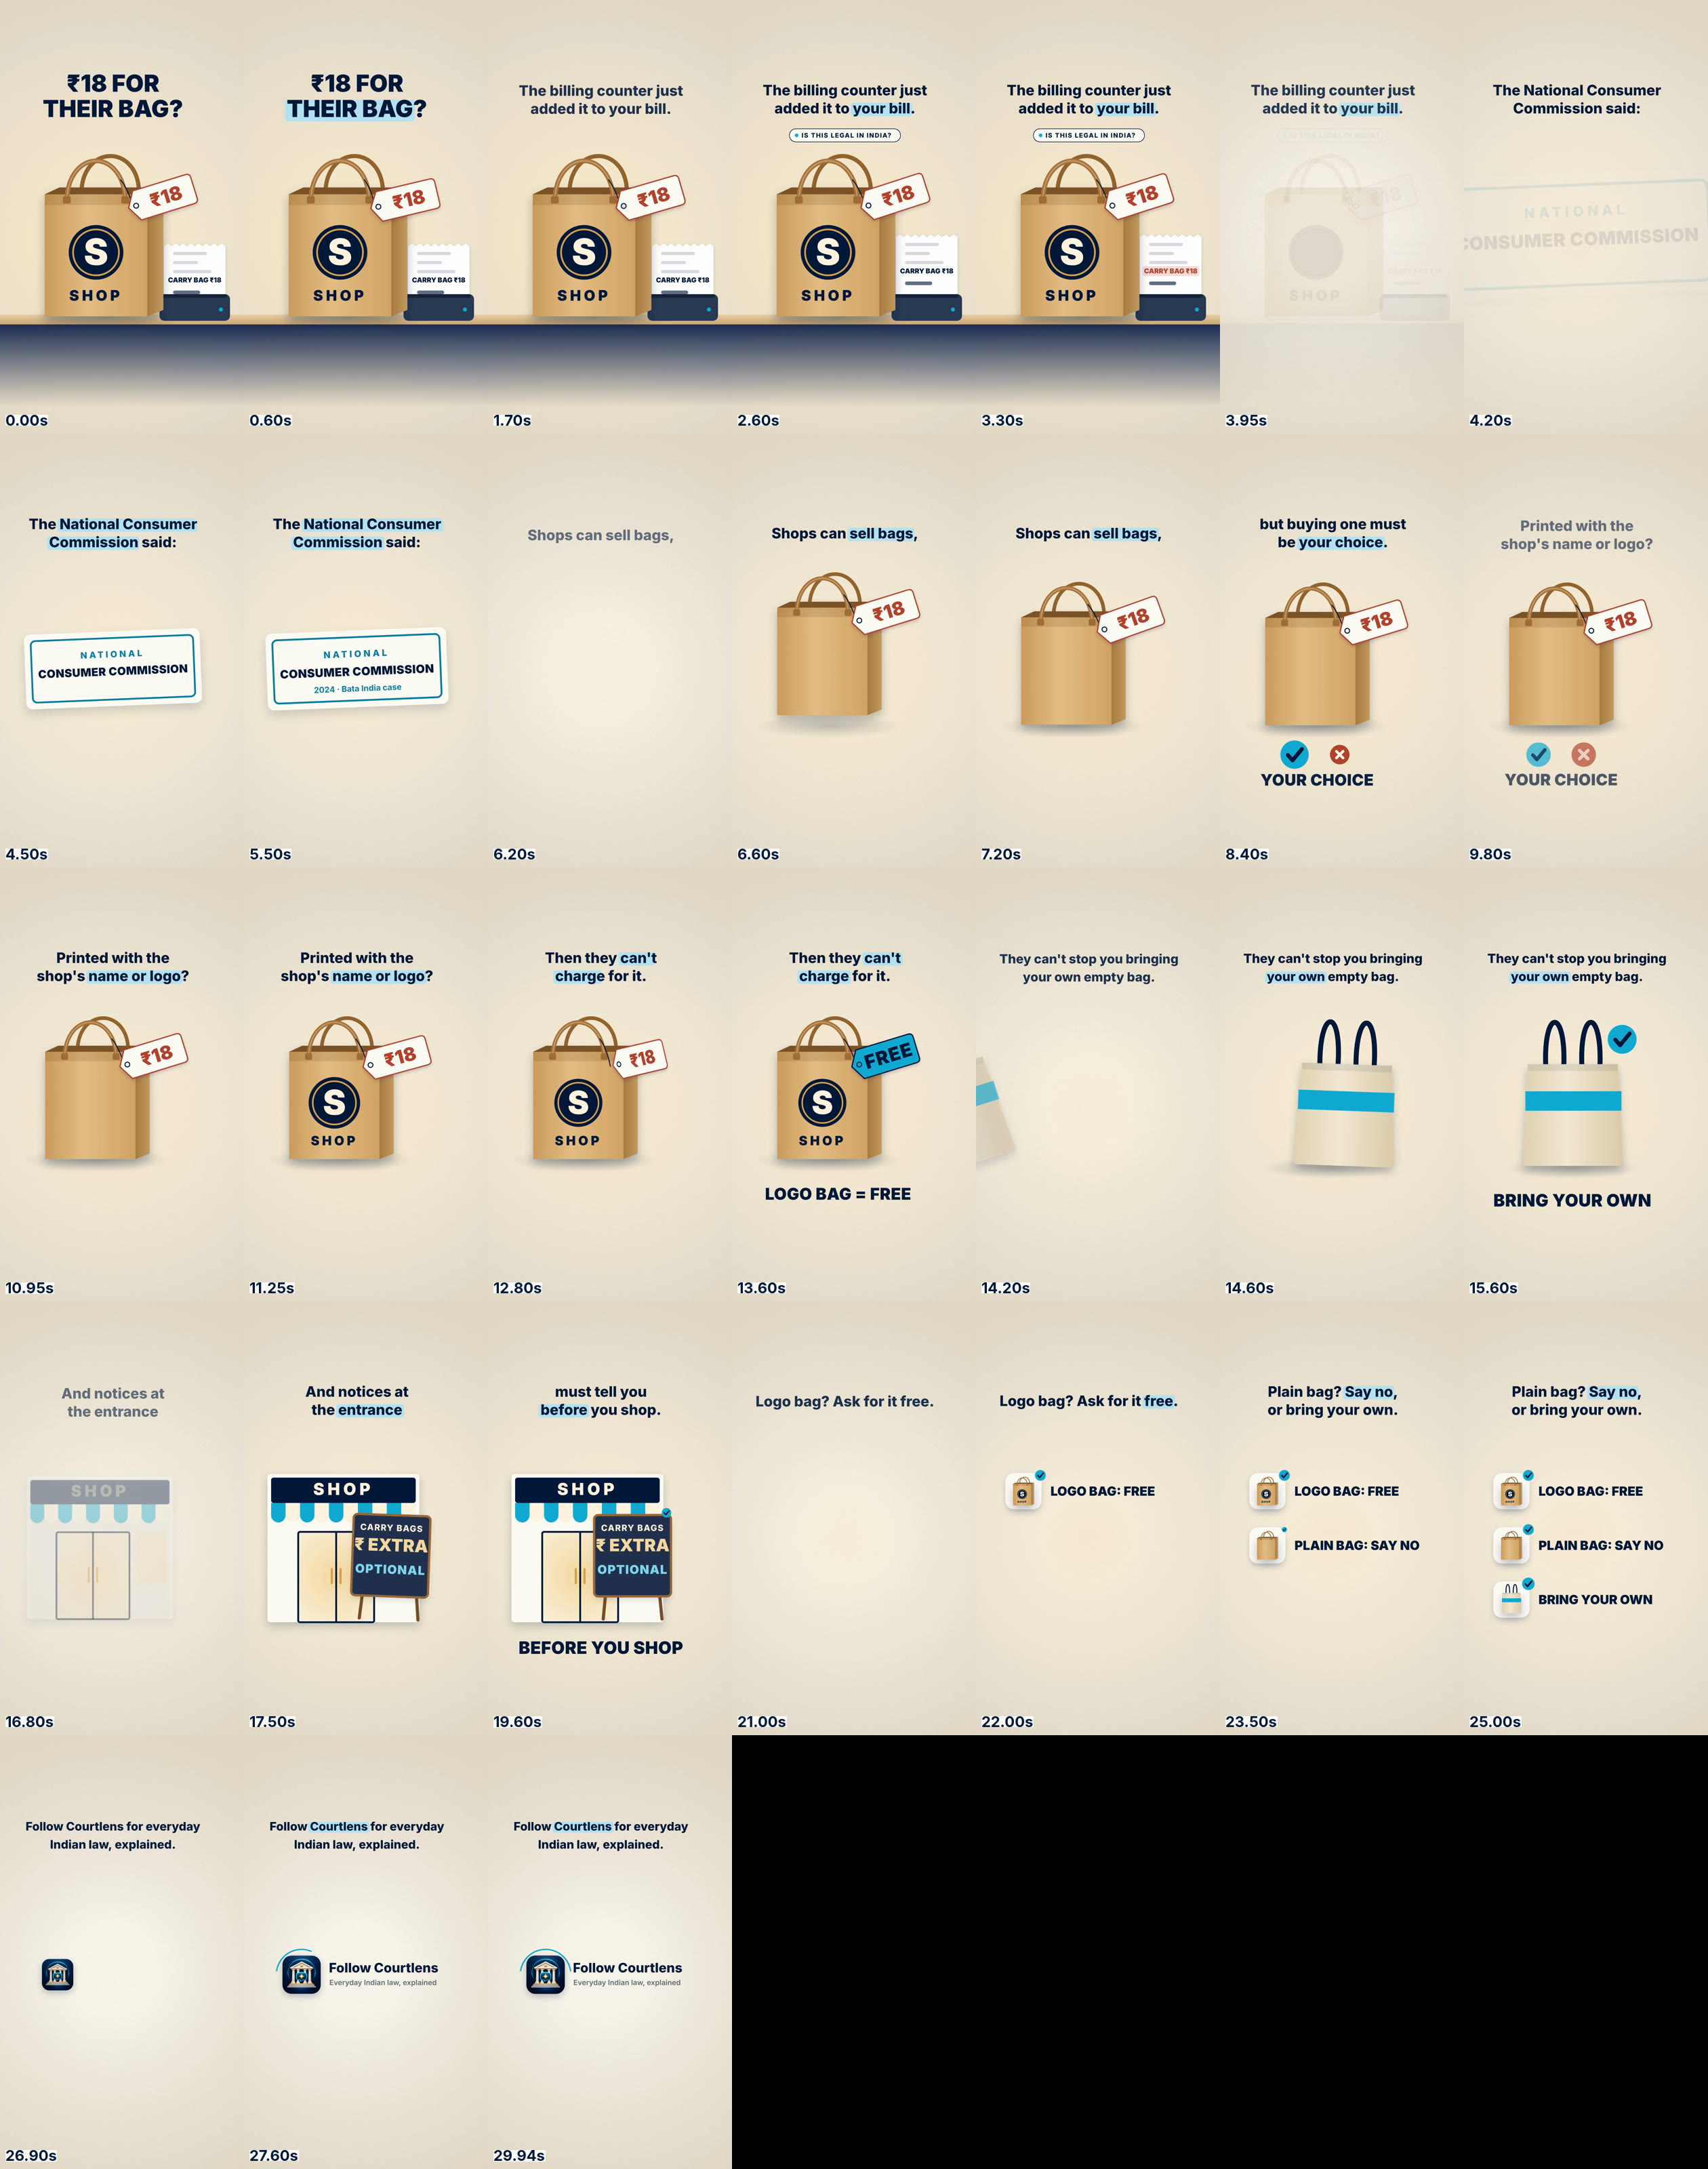 ₹18 FOR
THEIR BAG?
₹18
S
SHOP
CARRY BAG ₹18
0.00s
₹18 FOR
THEIR BAG?
₹18
S
SHOP
CARRY BAG ₹18
0.60s
The billing counter just
added it to your bill.
₹18
S
SHOP
CARRY BAG ₹18
1.70s
The billing counter just
added it to your bill.
IS THIS LEGAL IN INDIA?
₹18
S
SHOP
CARRY BAG ₹18
2.60s
The billing counter just
added it to your bill.
IS THIS LEGAL IN INDIA?
₹18
S
SHOP
CARRY BAG ₹18
3.30s
The billing counter just
added it to your bill.
IS THIS LEGAL IN INDIA?
₹18
SHOP
CARRY BAG ₹18
3.95s
The National Consumer
Commission said:
NATIONAL
CONSUMER COMMISSION
4.20s
The National Consumer
Commission said:
NATIONAL
CONSUMER COMMISSION
4.50s
The National Consumer
Commission said:
NATIONAL
CONSUMER COMMISSION
2024 · Bata India case
5.50s
Shops can sell bags,
6.20s
Shops can sell bags,
₹18
6.60s
Shops can sell bags,
₹18
7.20s
but buying one must
be your choice.
₹18
YOUR CHOICE
8.40s
Printed with the
shop's name or logo?
₹18
YOUR CHOICE
9.80s
Printed with the
shop's name or logo?
₹18
10.95s
Printed with the
shop's name or logo?
₹18
S
SHOP
11.25s
Then they can't
charge for it.
₹18
S
SHOP
12.80s
Then they can't
charge for it.
FREE
S
SHOP
LOGO BAG = FREE
13.60s
They can't stop you bringing
your own empty bag.
14.20s
They can't stop you bringing
your own empty bag.
14.60s
They can't stop you bringing
your own empty bag.
BRING YOUR OWN
15.60s
And notices at
the entrance
SHOP
16.80s
And notices at
the entrance
SHOP
CARRY BAGS
₹ EXTRA
OPTIONAL
17.50s
must tell you
before you shop.
SHOP
CARRY BAGS
₹ EXTRA
OPTIONAL
BEFORE YOU SHOP
19.60s
Logo bag? Ask for it free.
21.00s
Logo bag? Ask for it free.
S
SHOP
LOGO BAG: FREE
22.00s
Plain bag? Say no,
or bring your own.
S
SHOP
LOGO BAG: FREE
PLAIN BAG: SAY NO
23.50s
Plain bag? Say no,
or bring your own.
S
SHOP
LOGO BAG: FREE
PLAIN BAG: SAY NO
BRING YOUR OWN
25.00s
Follow Courtlens for everyday
Indian law, explained.
26.90s
Follow Courtlens for everyday
Indian law, explained.
Follow Courtlens
Everyday Indian law, explained
27.60s
Follow Courtlens for everyday
Indian law, explained.
Follow Courtlens
Everyday Indian law, explained
29.94s